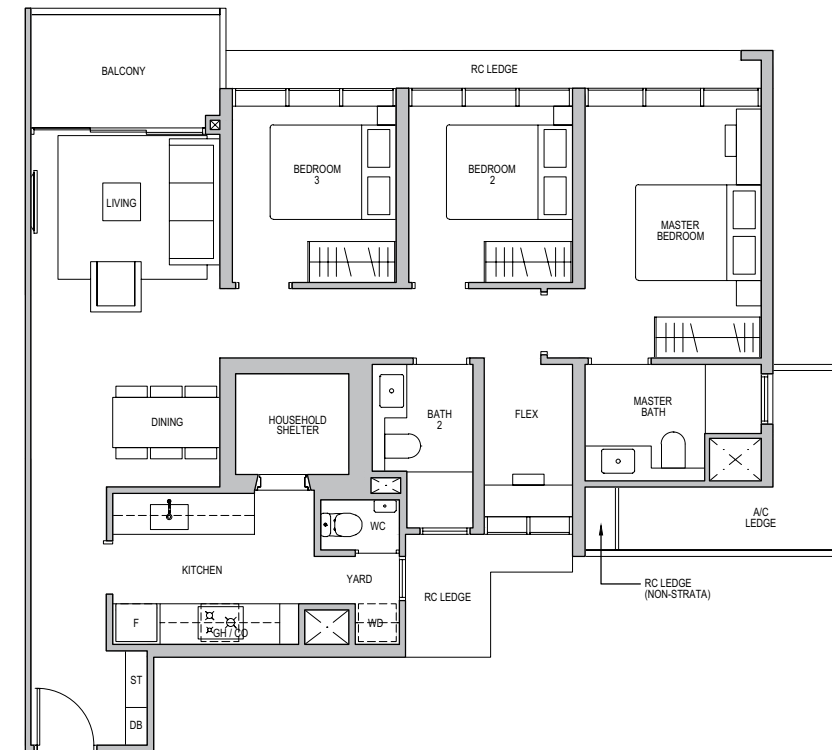 BALCONY
RC LEDGE
BEDROOM
3
BEDROOM
2
LIVING
MASTER
BEDROOM
DINING
HOUSEHOLD
SHELTER
BATH
2
FLEX
MASTER
BATH
A/C
LEDGE
WC
KITCHEN
YARD
RC LEDGE
RC LEDGE
(NON-STRATA)
F
GH / CO
WD
ST
DB